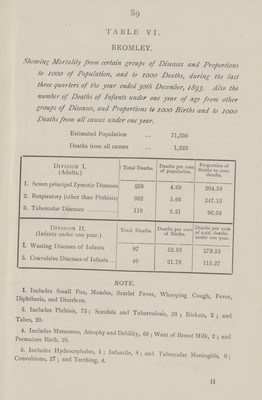 89
TABLE VI.
BROMLEY.
Shewing Mortality from certain groups of Diseases and Proportions
to 1000 of Population, and to 1000 Deaths, during the last
three quarters of the year ended 30th December, 1893. Also the
number of Deaths of Infants under one year of age from other
groups of Diseases, and Proportions to 1000 Births and to 1000
Deaths from all causes under one year.
Estimated Population ... 71,236
Deaths from all causes ... 1,222
DIVISION I. (Adults.) Total Deaths. Deaths per 1000 of population. Proportion of deaths to 1000 deaths.
1. Seven principal Zymotic Diseases 250 4.69 204.58
2. Respiratory (other than Phthisis) 302 5.66 247.13
3. Tubercular Diseases 118 2.21 96.56
DIVISION II. (Infants under one year.) Total Deaths. Deaths per 1000 of Births. Deaths per 1000 of total deaths under one year.
4. Wasting Diseases of Infants 97 52.83
5. Convulsive Diseases of Infants 40 21.78 115.27
NOTE.
1. Includes Small Pox, Measles, Scarlet Fever, Whooping Cough, Fever,
Diphtheria, and Diarrhœa.
2. Includes Phthisis, 73; Scrofula and Tuberculosis, 33; Rickets, 2; and
Tabes, 20.
4. Includes Marasmus, Atrophy and Debility, 69; Want of Breast Milk, 2; and
Premature Birth, 26.
5. Includes Hydrocephalus, 1; Infantile, 8; and Tubercular Meningitis, 8;
Convulsions, 27; and Teething, 4.
H